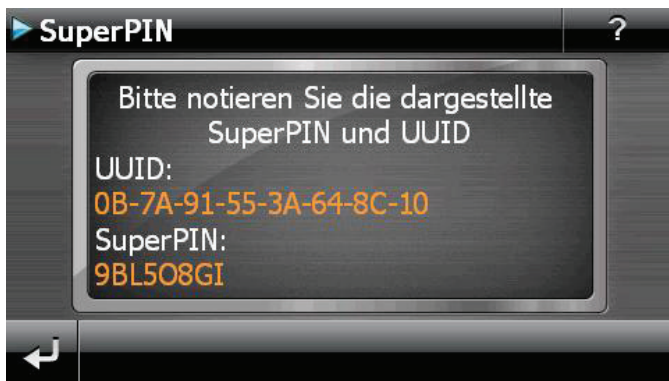 SuperPIN
?
Bitte notieren Sie die dargestellte
SuperPIN und UUID
UUID:
0B-7A-91-55-3A-64-8C-10
SuperPIN:
9BL5O8GI